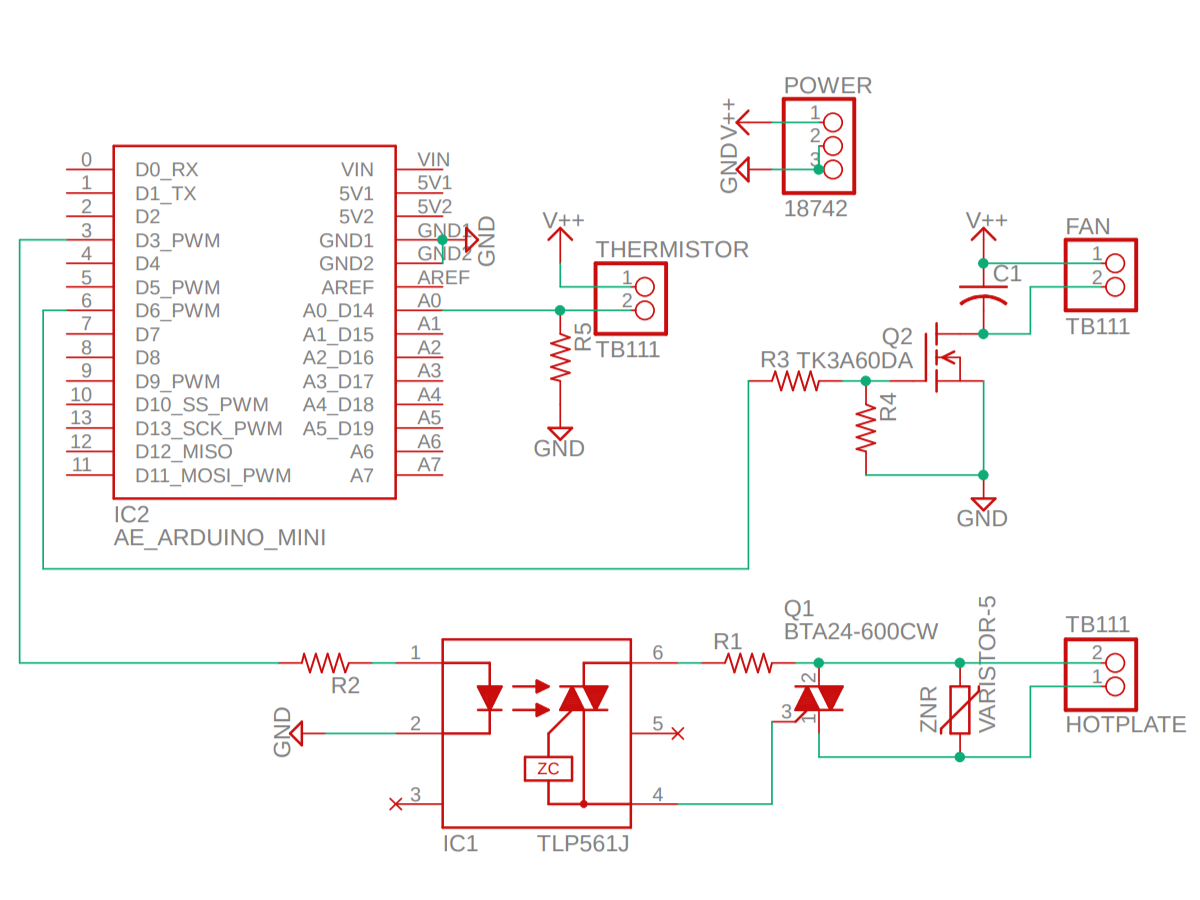 POWER
V++
1
2
3
GND
18742
0
D0_RX
VIN
VIN
1
D1_TX
5V1
5V1
2
D2
5V2
5V2
3
D3_PWM
GND1
GND1
GND
4
D4
GND2
GND2
5
D5_PWM
AREF
AREF
6
D6_PWM
A0_D14
A0
7
D7
A1_D15
A1
8
D8
A2_D16
A2
9
D9_PWM
A3_D17
A3
10
D10_SS_PWM
A4_D18
A4
13
D13_SCK_PWM
A5_D19
A5
12
D12_MISO
A6
A6
11
D11_MOSI_PWM
A7
A7
IC2
AE_ARDUINO_MINI
V++
THERMISTOR
1
2
TB111
R5
GND
V++
FAN
1
2
TB111
C1
Q2
TK3A60DA
R3
R4
GND
R2
GND
1
2
3
6
5
4
ZC
IC1
TLP561J
R1
Q1
BTA24-600CW
2
3
1
ZNR
VARISTOR-5
TB111
2
1
HOTPLATE